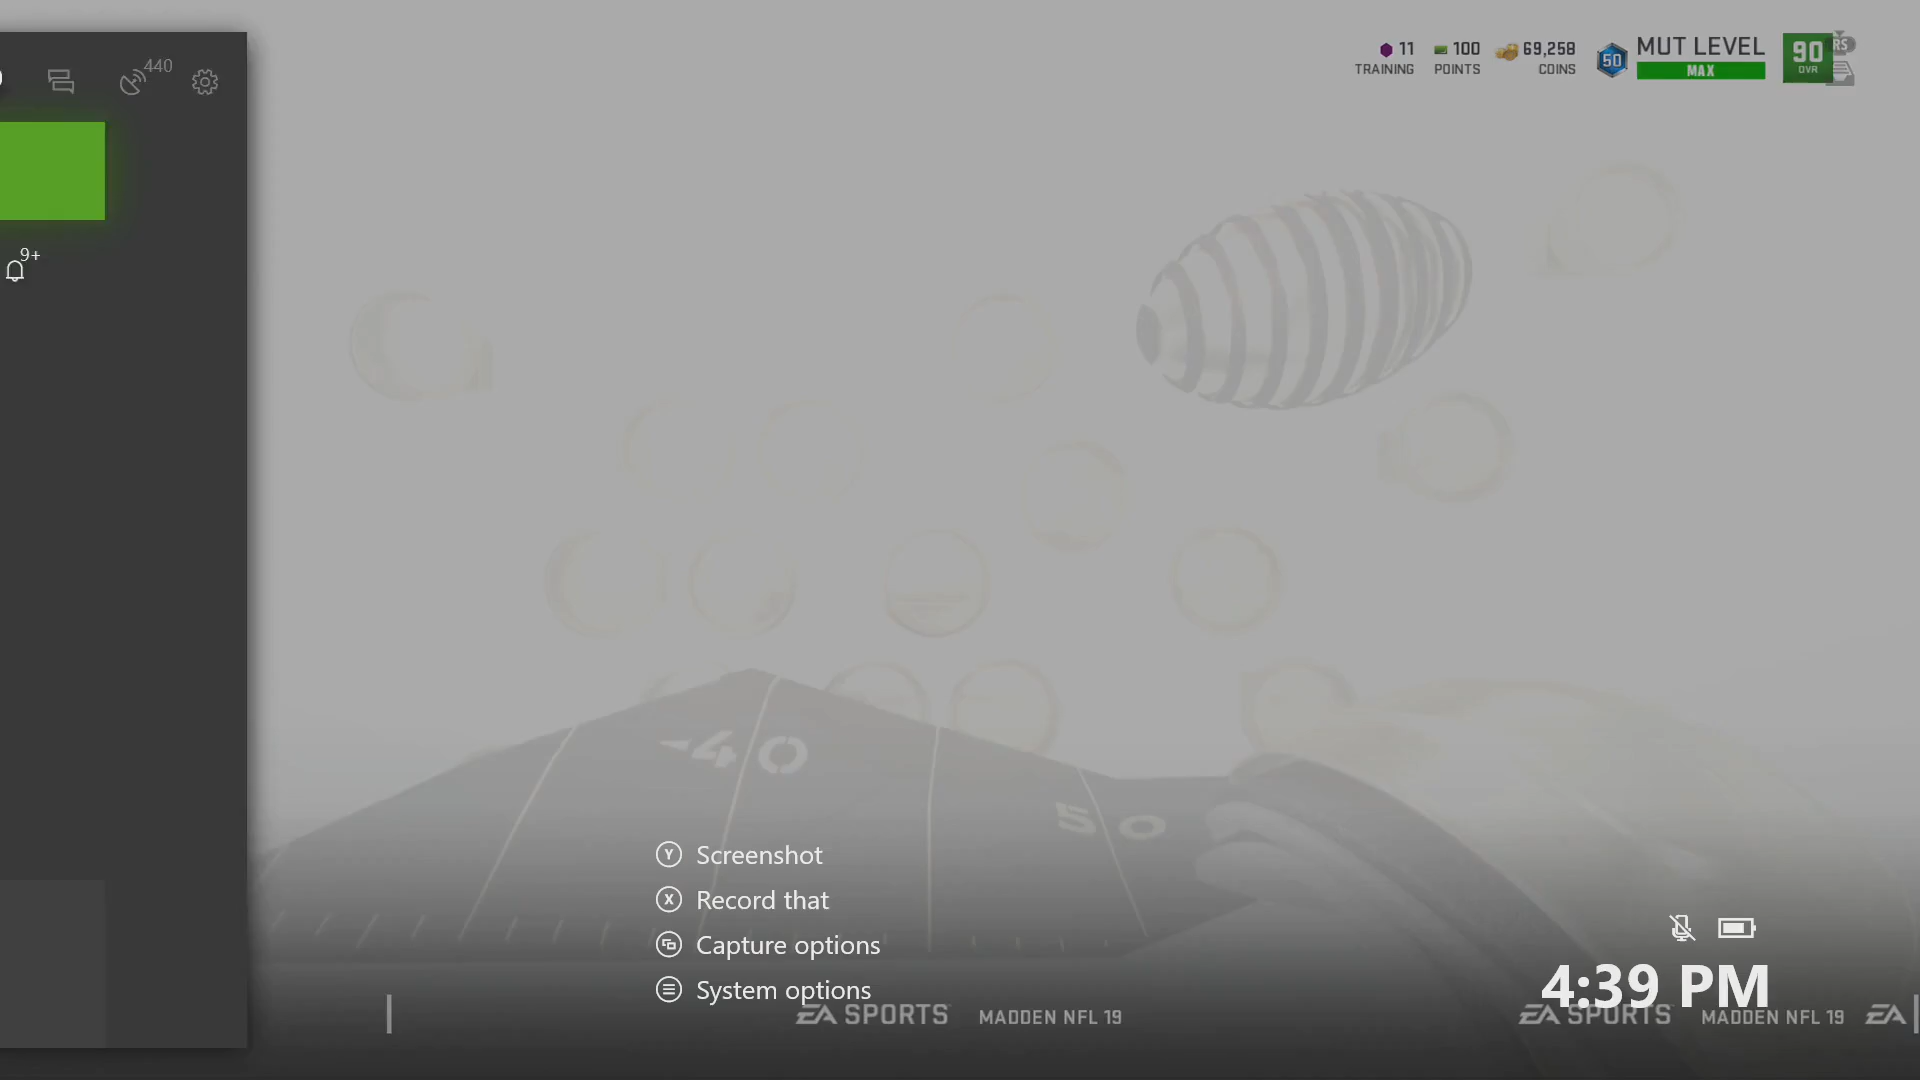 440
9+
11
TRAINING
100
POINTS
69,258
COINS
50
MUT LEVEL
MAX
90
OVR
RS
40
50
Y Screenshot
X Record that
Capture options
System options
4:39 PM
EA SPORTS MADDEN NFL 19
EA SPORTS MADDEN NFL 19
EA